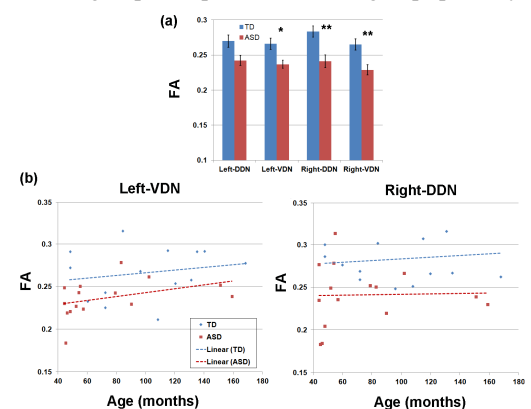 (a)
0.3
TD
ASD
*
**
**
0.25
0.2
0.15
0.1
FA
Left-DDN
Left-VDN
Right-DDN
Right-VDN
(b)
Left-VDN
Right-DDN
0.35
0.3
0.25
0.2
0.15
FA
TD
ASD
Linear (TD)
Linear (ASD)
40 60 80 100 120 140 160 180
Age (months)
0.35
0.3
0.25
0.2
0.15
FA
40 60 80 100 120 140 160 180
Age (months)